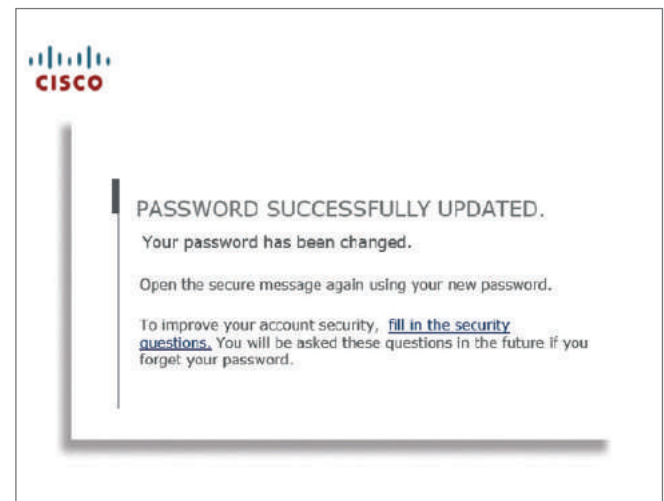 CISCO
PASSWORD SUCCESSFULLY UPDATED.
Your password has been changed.
Open the secure message again using your new password.
To improve your account security, fill in the security
questions. You will be asked these questions in the future if you
forget your password.